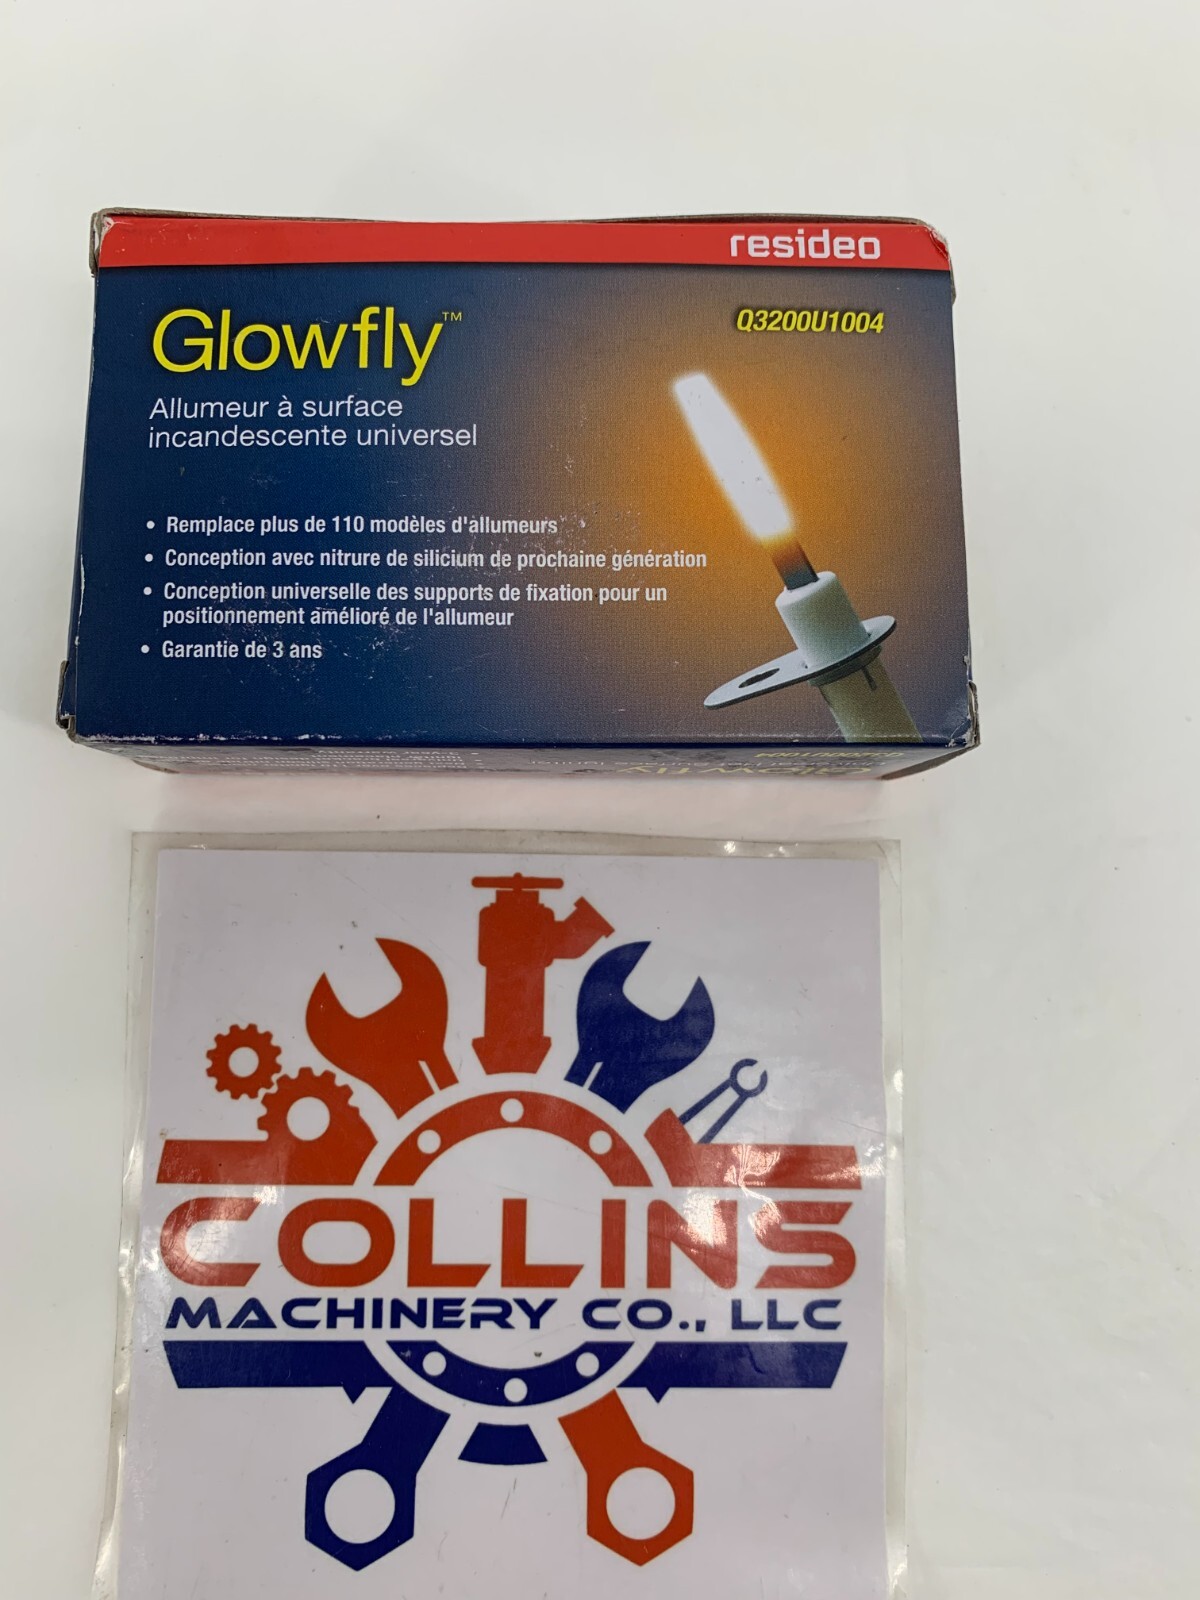 resideo
Glowfly™
Q3200U1004
Allumeur à surface
incandescente universel
• Remplace plus de 110 modèles d'allumeurs
• Conception avec nitrure de silicium de prochaine génération
• Conception universelle des supports de fixation pour un
positionnement amélioré de l'allumeur
• Garantie de 3 ans
Glowfly
COLLINS
MACHINERY CO., LLC